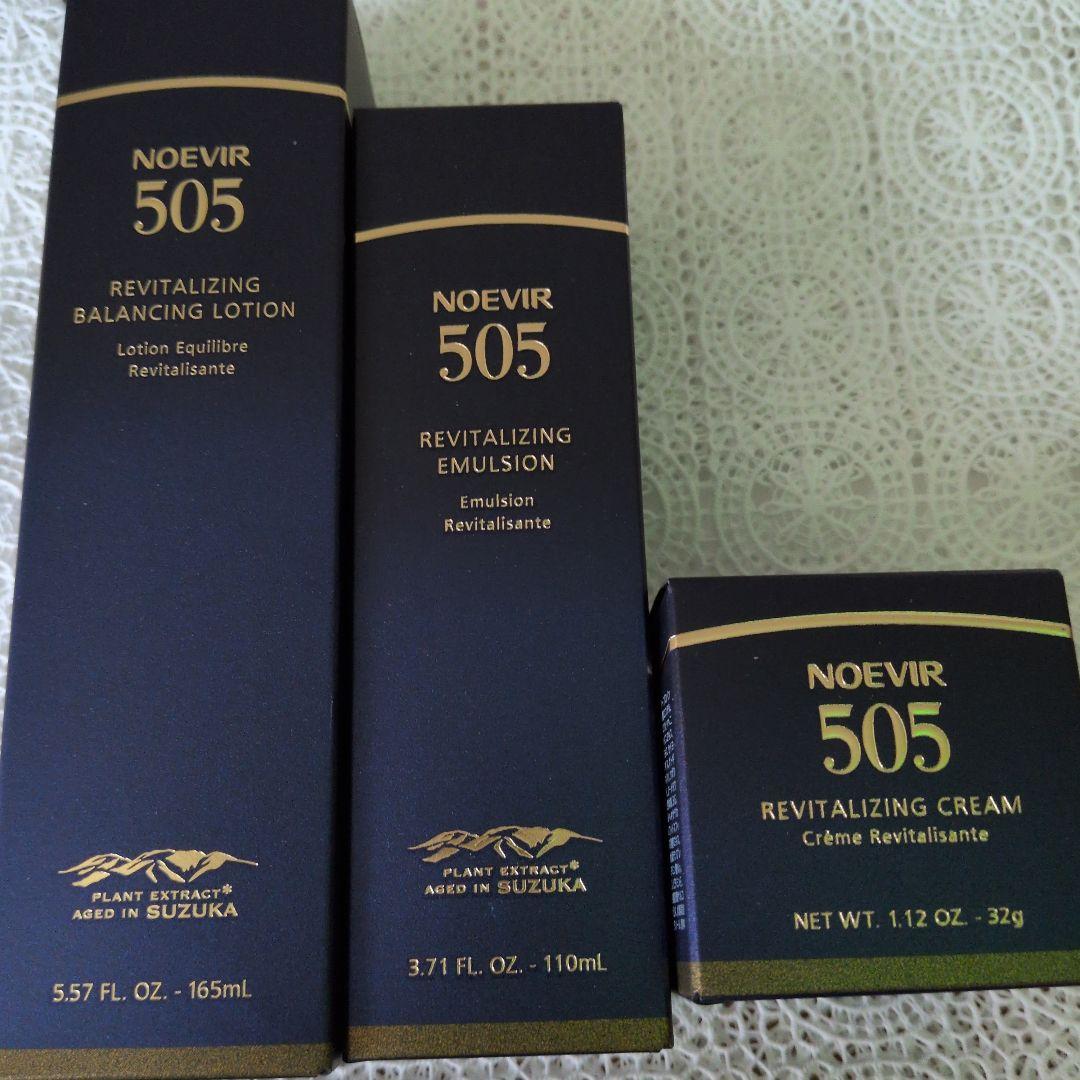 NOEVIR
505
REVITALIZING
BALANCING LOTION
Lotion Equilibre
Revitalisante
PLANT EXTRACT*
AGED IN SUZUKA
5.57 FL. OZ. - 165mL
NOEVIR
505
REVITALIZING
EMULSION
Emulsion
Revitalisante
PLANT EXTRACT*
AGED IN SUZUKA
3.71 FL. OZ. - 110mL
NOEVIR
505
REVITALIZING CREAM
Crème Revitalisante
NET WT. 1.12 OZ. - 32g